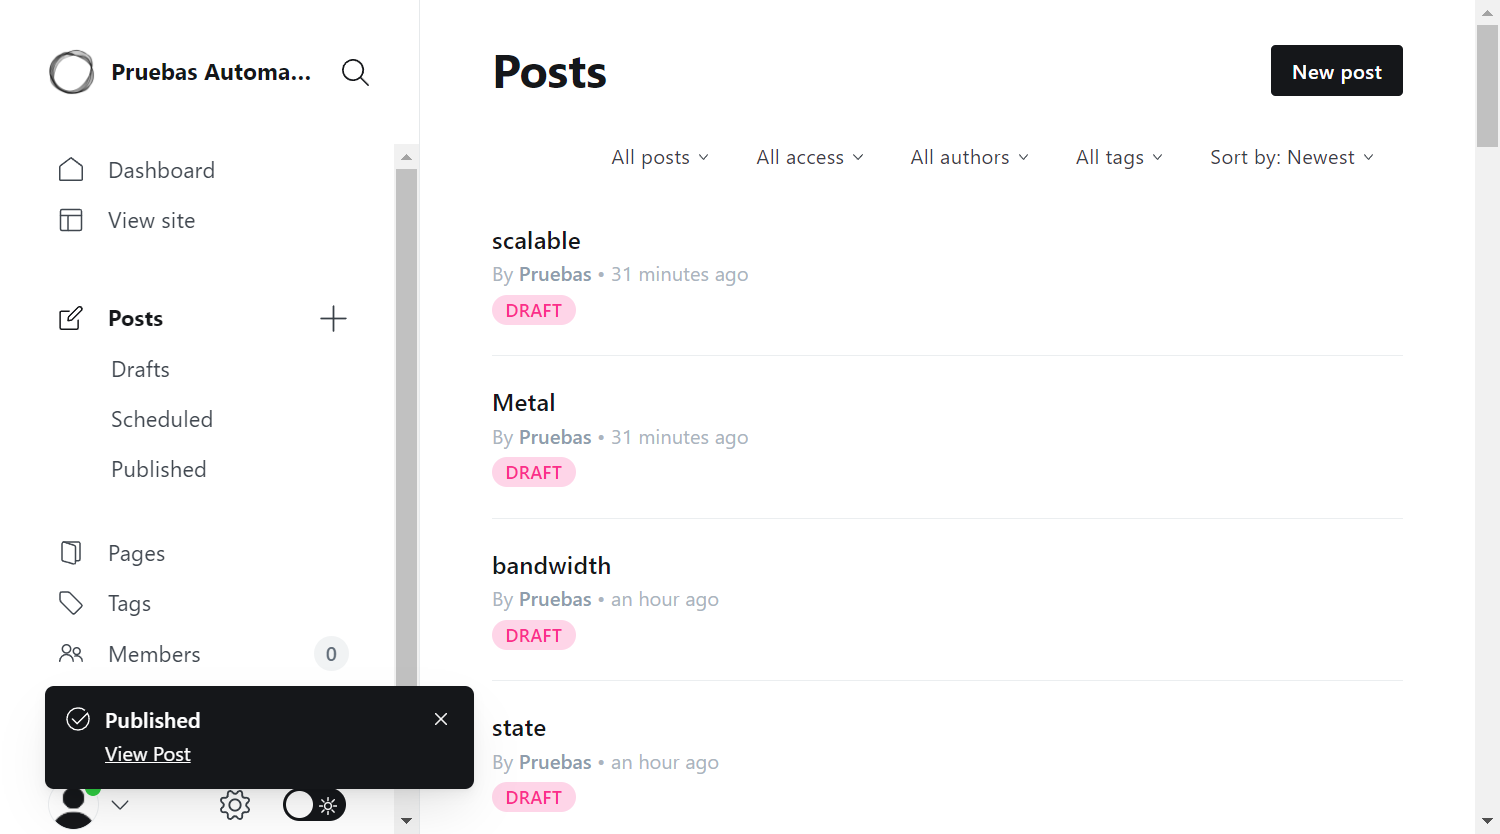 Pruebas Automa...
Dashboard
View site
Posts
Drafts
Scheduled
Published
Pages
Tags
Members 0
Published
View Post
Posts
New post
All posts All access All authors All tags Sort by: Newest
scalable
By Pruebas • 31 minutes ago
DRAFT
Metal
By Pruebas • 31 minutes ago
DRAFT
bandwidth
By Pruebas • an hour ago
DRAFT
state
By Pruebas • an hour ago
DRAFT